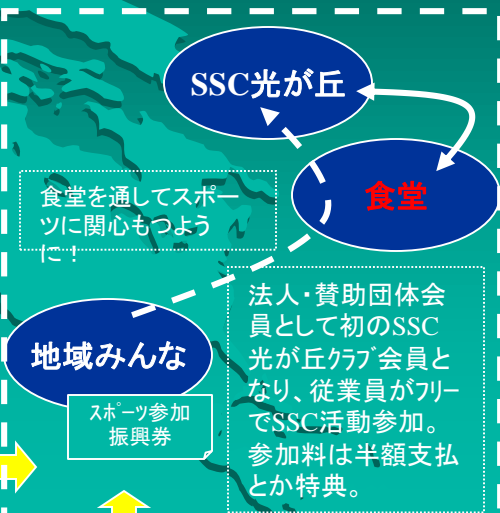 SSC光が丘
食堂
食堂を通してスポー
ツに関心もつよう
に！
地域みんな
スポーツ参加
振興券
法人・賛助団体会
員として初のSSC
光が丘クラブ会員と
なり、従業員がフリー
でSSC活動参加。
参加料は半額支払
とか特典。